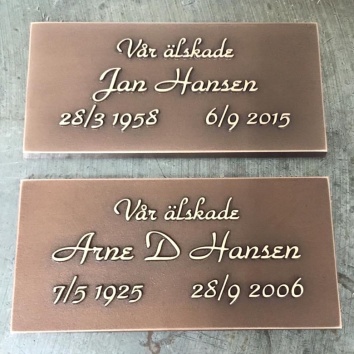 Vår älskade
Jan Hansen
28/3 1958 6/9 2015
Vår älskade
Arne D Hansen
7/5 1925 28/9 2006